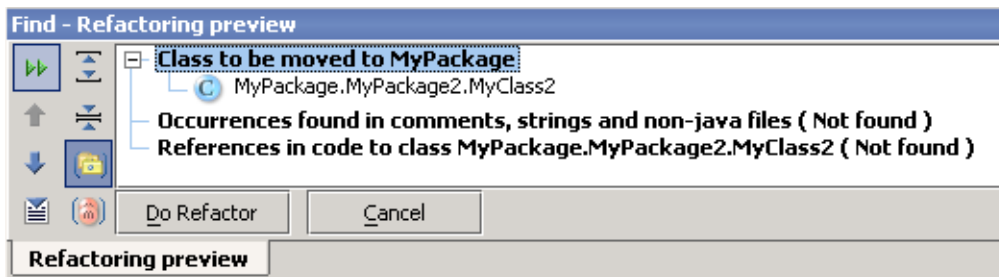 Find - Refactoring preview
Class to be moved to MyPackage
C MyPackage.MyPackage2.MyClass2
Occurrences found in comments, strings and non-java files ( Not found )
References in code to class MyPackage.MyPackage2.MyClass2 ( Not found )
Do Refactor Cancel
Refactoring preview